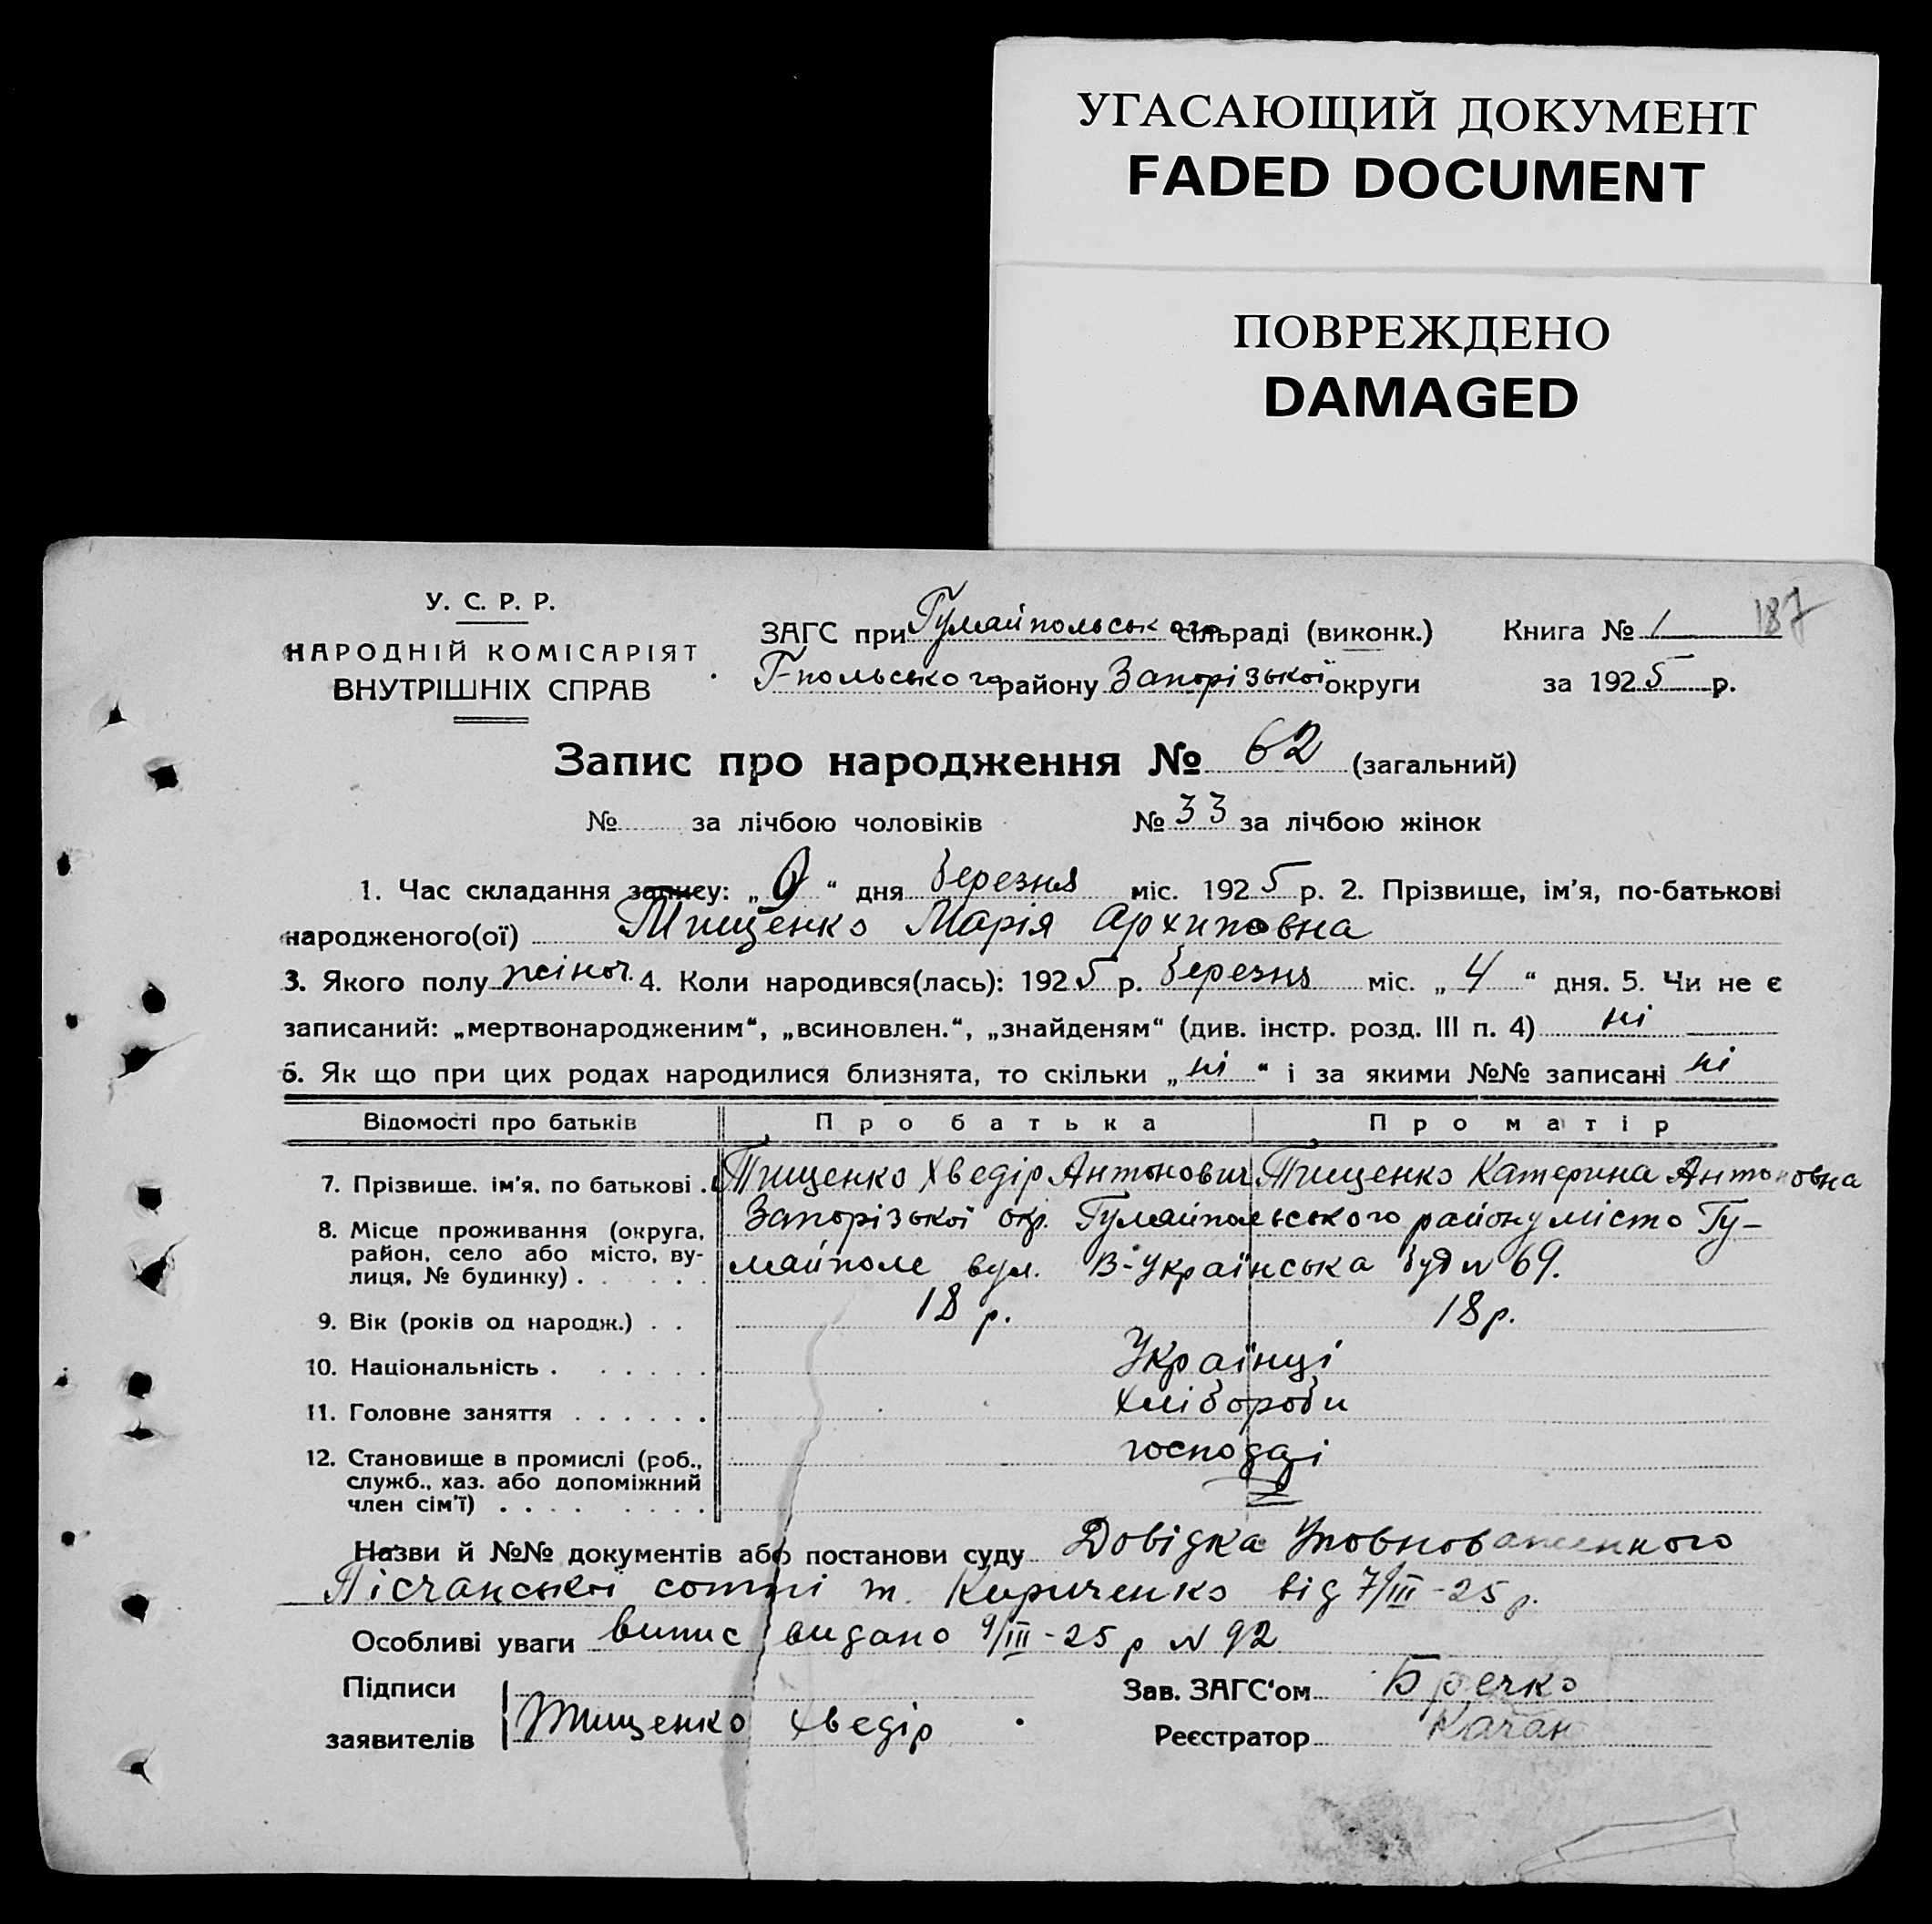 УГАСАЮЩИЙ ДОКУМЕНТ
FADED DOCUMENT
ПОВРЕЖДЕНО
DAMAGED
У. С. Р. Р.
НАРОДНІЙ КОМІСАРІЯТ
ВНУТРІШНІХ СПРАВ
ЗАГС при Гуляйпольського сільраді (виконк.) Книга № 1 187
Г-польського району Запорізької округи за 1925 р.
Запис про народження № 62 (загальний)
№ за лічбою чоловіків № 33 за лічбою жінок
1. Час складання запису: „9“ дня березня міс. 1925 р. 2. Прізвище, ім'я, по-батькові
народженого(ої) Тищенко Марія Архиповна
3. Якого полу жіноч. 4. Коли народився(лась): 1925 р. березня міс. „4“ дня. 5. Чи не є
записаний: „мертвонародженим“, „всиновлен.“, „знайденям“ (див. інстр. розд. III п. 4) ні
6. Як що при цих родах народилися близнята, то скільки „ні“ і за якими №№ записані ні
Відомості про батьків Про батька Про матір
7. Прізвище. ім'я. по батькові . Тищенко Хведір Антонович Тищенко Катерина Антоновна
8. Місце проживання (округа, район, село або місто, вулиця, № будинку) . Запорізької окр. Гуляйпольського району місто Гу-
ляйполе вул. В-Українська буд № 69.
9. Вік (років од народж.) . . 18 р. 18 р.
10. Національність . Українці
11. Головне заняття . Хлібороби
12. Становище в промислі (роб., служб., хаз. або допоміжний член сім'ї) . господарі
Назви й №№ документів або постанови суду Довідка Уповноваженного
Пісчанської сотні т. Кириченко від 7/III-25 р.
Особливі уваги випис видано 9/III-25 р № 92
Підписи Зав. ЗАГС'ом Бречко
заявителів Тищенко Хведір Реєстратор Качан